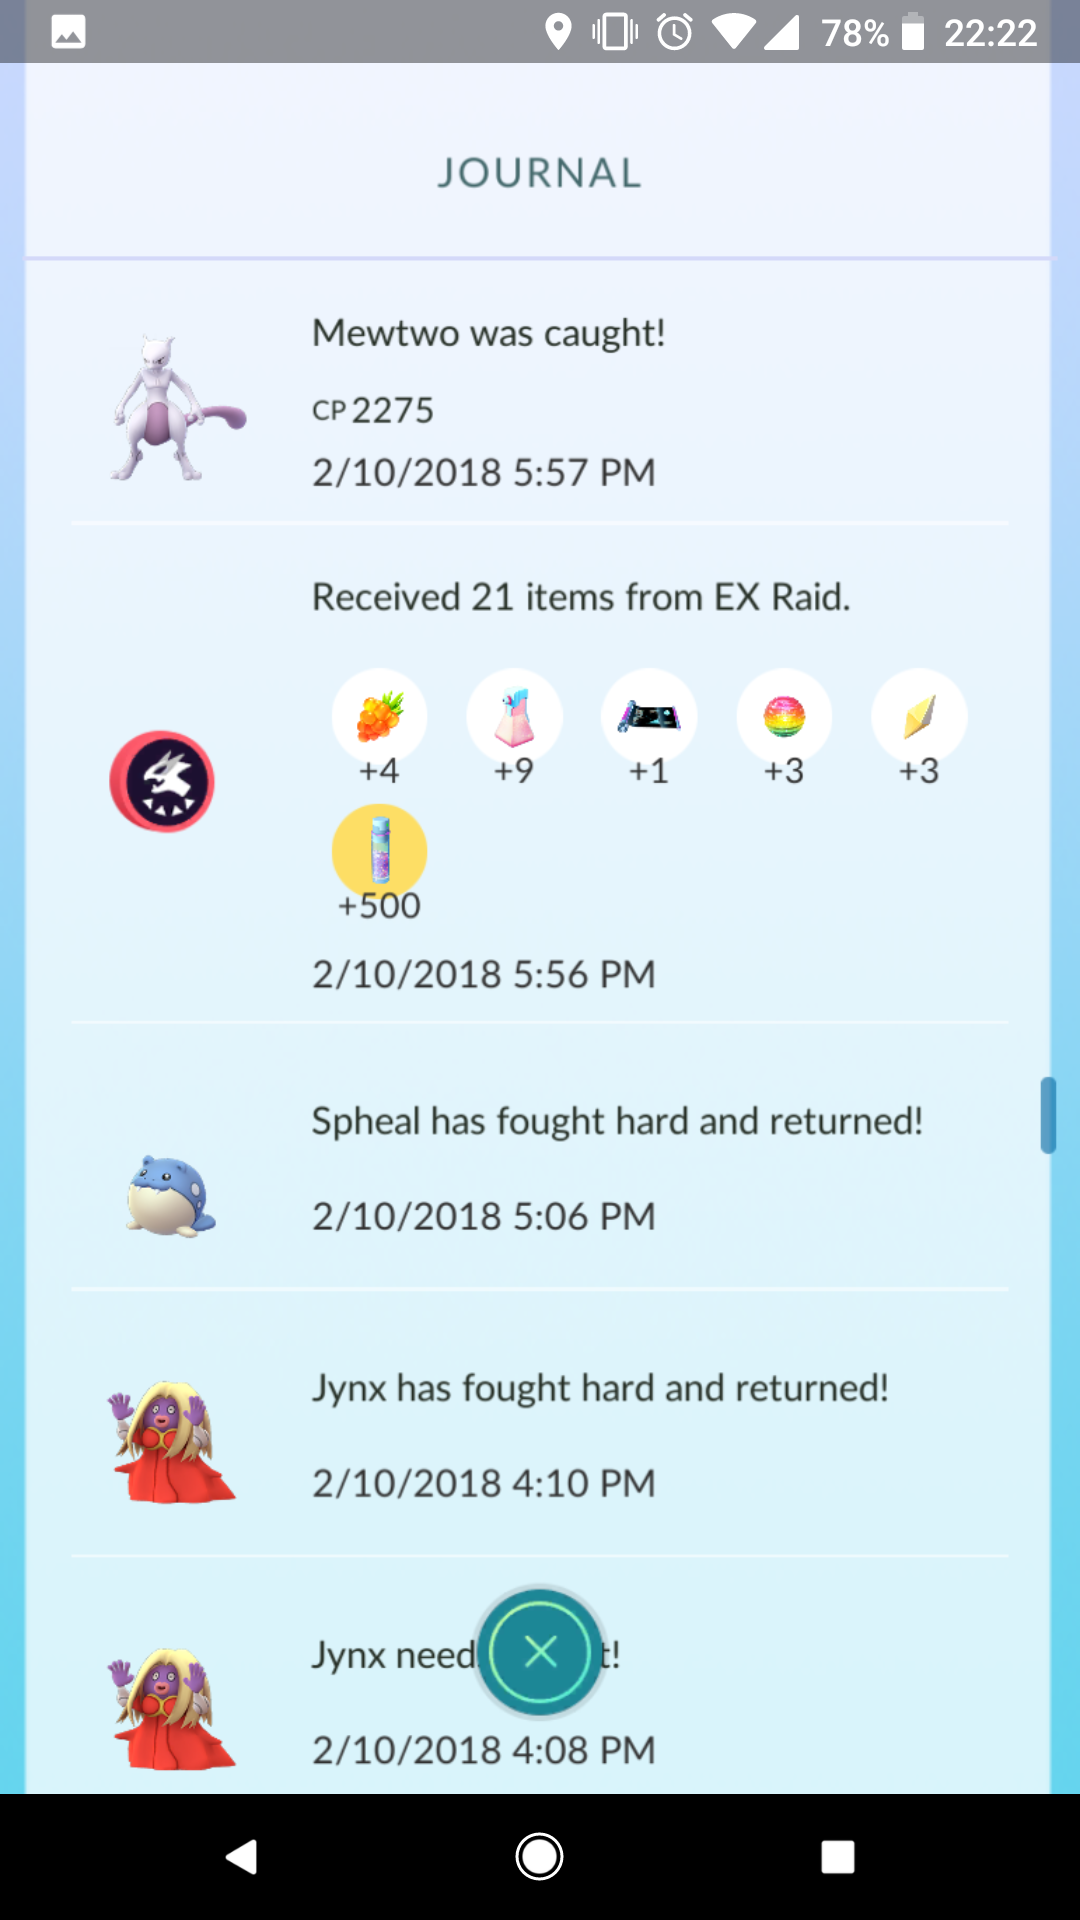 78% 22:22
JOURNAL
Mewtwo was caught!
CP 2275
2/10/2018 5:57 PM
Received 21 items from EX Raid.
+4 +9 +1 +3 +3
+500
2/10/2018 5:56 PM
Spheal has fought hard and returned!
2/10/2018 5:06 PM
Jynx has fought hard and returned!
2/10/2018 4:10 PM
Jynx need
2/10/2018 4:08 PM